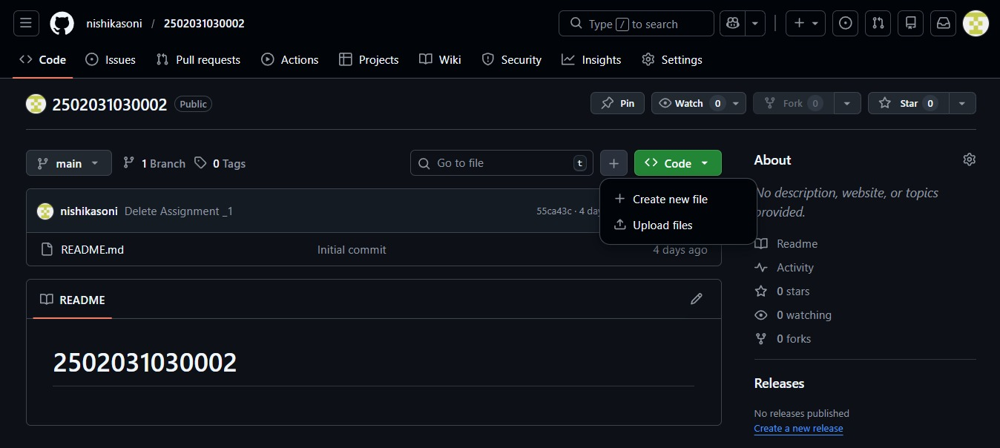 nishikasoni / 2502031030002
Type / to search
Code Issues Pull requests Actions Projects Wiki Security Insights Settings
2502031030002 Public
Pin Watch 0 Fork 0 Star 0
main 1 Branch 0 Tags
Go to file t
Code
Create new file
Upload files
nishikasoni Delete Assignment _1 55ca43c · 4 day
README.md Initial commit 4 days ago
README
2502031030002
About
No description, website, or topics
provided.
Readme
Activity
0 stars
0 watching
0 forks
Releases
No releases published
Create a new release